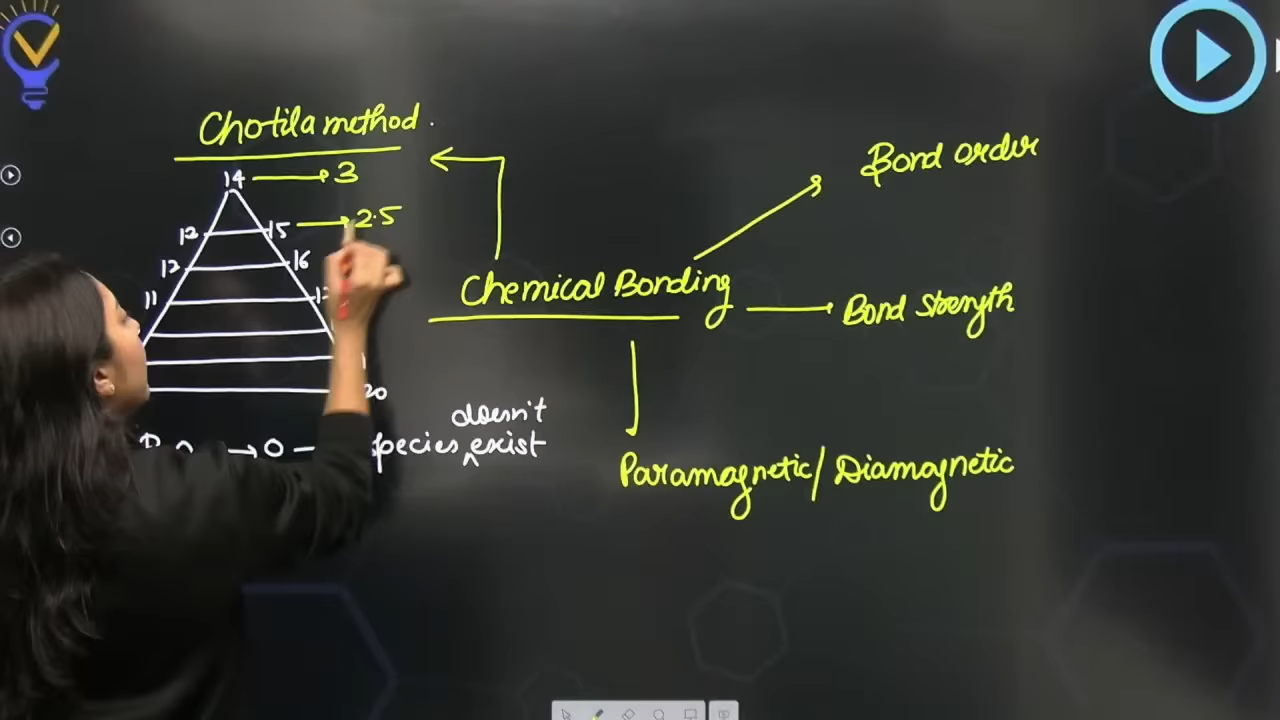 Chotila method
14 → 3
12 15 → 2.5
12 16
11
20
→ 0 – species doesn't exist
Chemical Bonding
Bond order
Bond strength
Paramagnetic/Diamagnetic